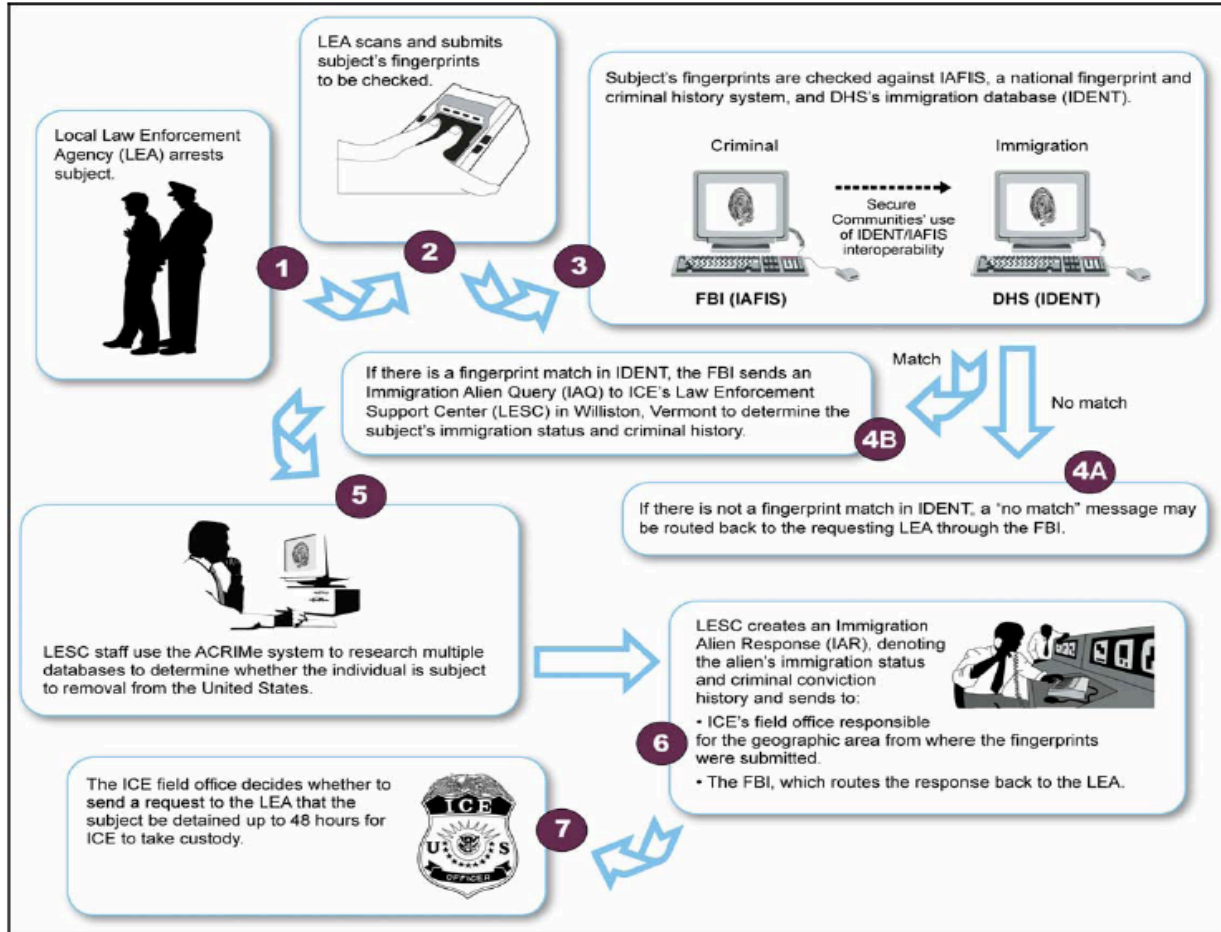 Local Law Enforcement
Agency (LEA) arrests
subject.
1
LEA scans and submits
subject's fingerprints
to be checked.
2
Subject's fingerprints are checked against IAFIS, a national fingerprint and
criminal history system, and DHS's immigration database (IDENT).
Criminal
Immigration
Secure
Communities' use
of IDENT/IAFIS
interoperability
FBI (IAFIS)
DHS (IDENT)
3
Match
No match
4A
If there is not a fingerprint match in IDENT, a "no match" message may
be routed back to the requesting LEA through the FBI.
If there is a fingerprint match in IDENT, the FBI sends an
Immigration Alien Query (IAQ) to ICE's Law Enforcement
Support Center (LESC) in Williston, Vermont to determine the
subject's immigration status and criminal history.
4B
5
LESC staff use the ACRIMe system to research multiple
databases to determine whether the individual is subject
to removal from the United States.
LESC creates an Immigration
Alien Response (IAR), denoting
the alien's immigration status
and criminal conviction
history and sends to:
• ICE's field office responsible
for the geographic area from where the fingerprints
were submitted.
• The FBI, which routes the response back to the LEA.
6
The ICE field office decides whether to
send a request to the LEA that the
subject be detained up to 48 hours for
ICE to take custody.
ICE
U S
OFFICER
7